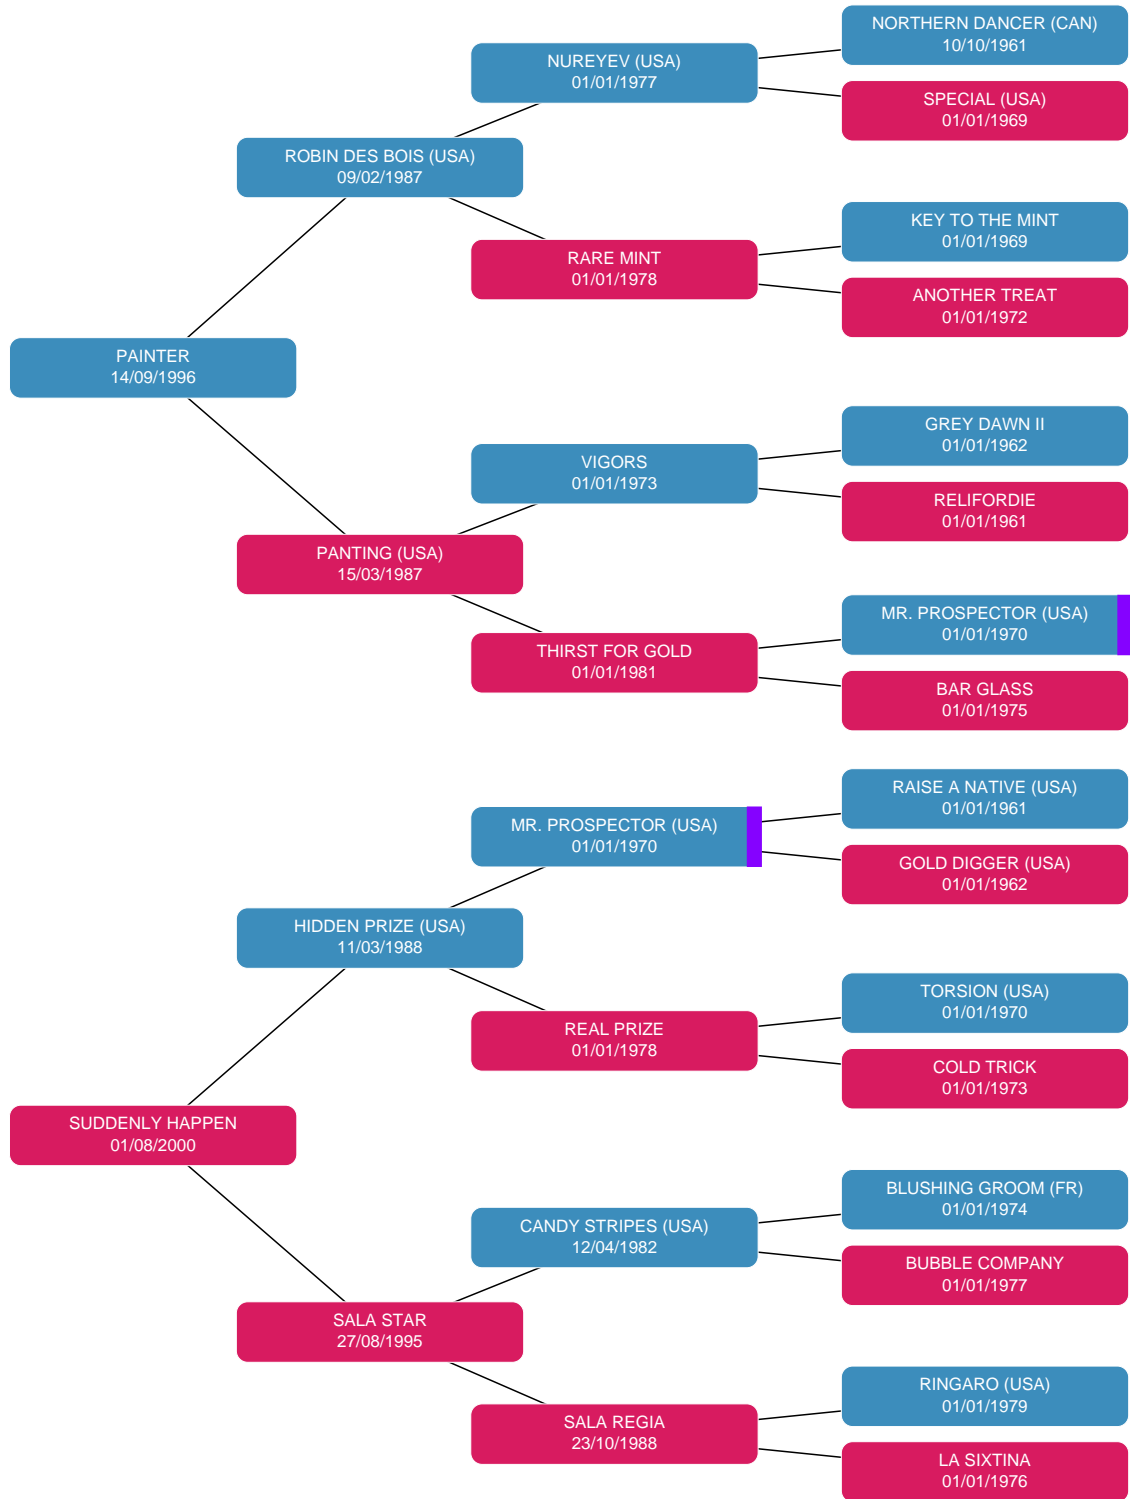 NORTHERN DANCER (CAN)
10/10/1961
NUREYEV (USA)
01/01/1977
SPECIAL (USA)
01/01/1969
ROBIN DES BOIS (USA)
09/02/1987
KEY TO THE MINT
01/01/1969
RARE MINT
01/01/1978
ANOTHER TREAT
01/01/1972
PAINTER
14/09/1996
GREY DAWN II
01/01/1962
VIGORS
01/01/1973
RELIFORDIE
01/01/1961
PANTING (USA)
15/03/1987
MR. PROSPECTOR (USA)
01/01/1970
THIRST FOR GOLD
01/01/1981
BAR GLASS
01/01/1975
RAISE A NATIVE (USA)
01/01/1961
MR. PROSPECTOR (USA)
01/01/1970
GOLD DIGGER (USA)
01/01/1962
HIDDEN PRIZE (USA)
11/03/1988
TORSION (USA)
01/01/1970
REAL PRIZE
01/01/1978
COLD TRICK
01/01/1973
SUDDENLY HAPPEN
01/08/2000
BLUSHING GROOM (FR)
01/01/1974
CANDY STRIPES (USA)
12/04/1982
BUBBLE COMPANY
01/01/1977
SALA STAR
27/08/1995
RINGARO (USA)
01/01/1979
SALA REGIA
23/10/1988
LA SIXTINA
01/01/1976